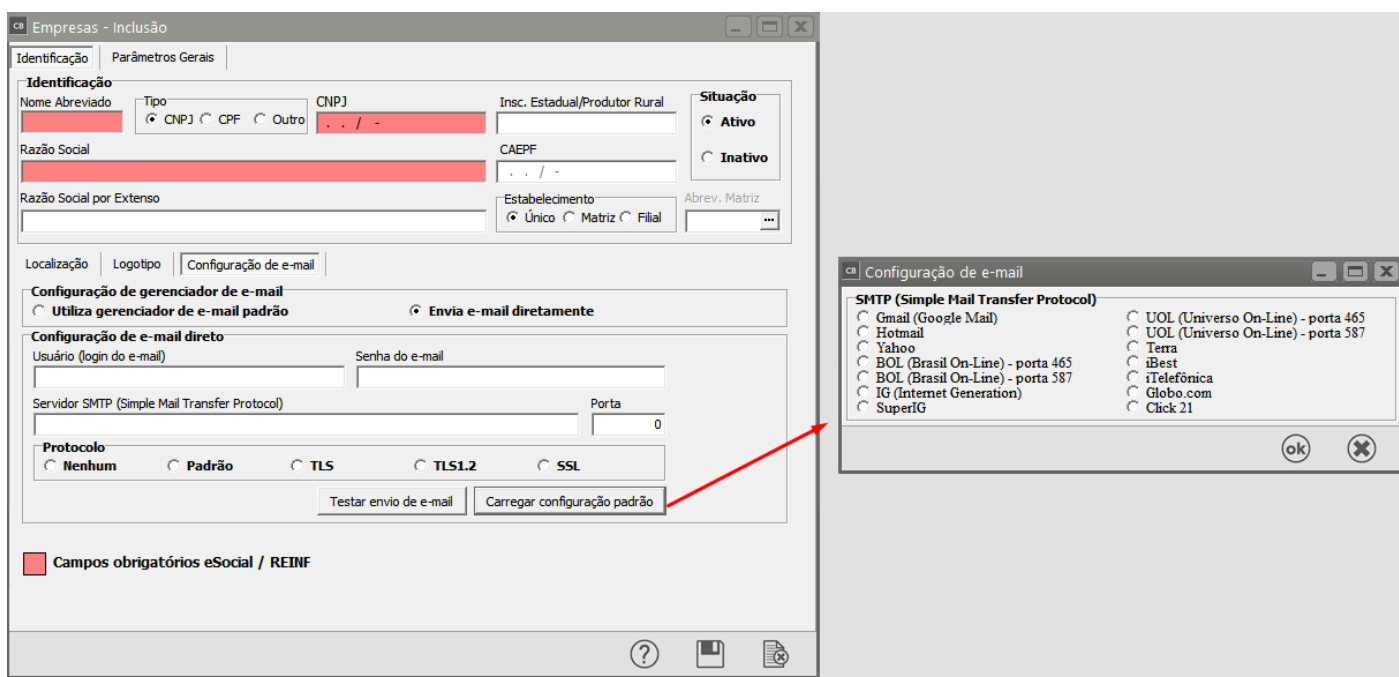 CB Empresas - Inclusão
Identificação Parâmetros Gerais
Identificação
Nome Abreviado Tipo CNPJ Insc. Estadual/Produtor Rural Situação
CNPJ CPF Outro . . / - Ativo
Razão Social CAEPF Inativo
. . / -
Razão Social por Extenso Estabelecimento Abrev. Matriz
Único Matriz Filial ...
Localização Logotipo Configuração de e-mail
Configuração de gerenciador de e-mail
Utiliza gerenciador de e-mail padrão Envia e-mail diretamente
Configuração de e-mail direto
Usuário (login do e-mail) Senha do e-mail
Servidor SMTP (Simple Mail Transfer Protocol) Porta
0
Protocolo
Nenhum Padrão TLS TLS1.2 SSL
Testar envio de e-mail Carregar configuração padrão
Campos obrigatórios eSocial / REINF
?
CB Configuração de e-mail
SMTP (Simple Mail Transfer Protocol)
Gmail (Google Mail) UOL (Universo On-Line) - porta 465
Hotmail UOL (Universo On-Line) - porta 587
Yahoo Terra
BOL (Brasil On-Line) - porta 465 iBest
BOL (Brasil On-Line) - porta 587 iTelefônica
IG (Internet Generation) Globo.com
SuperIG Click 21
ok